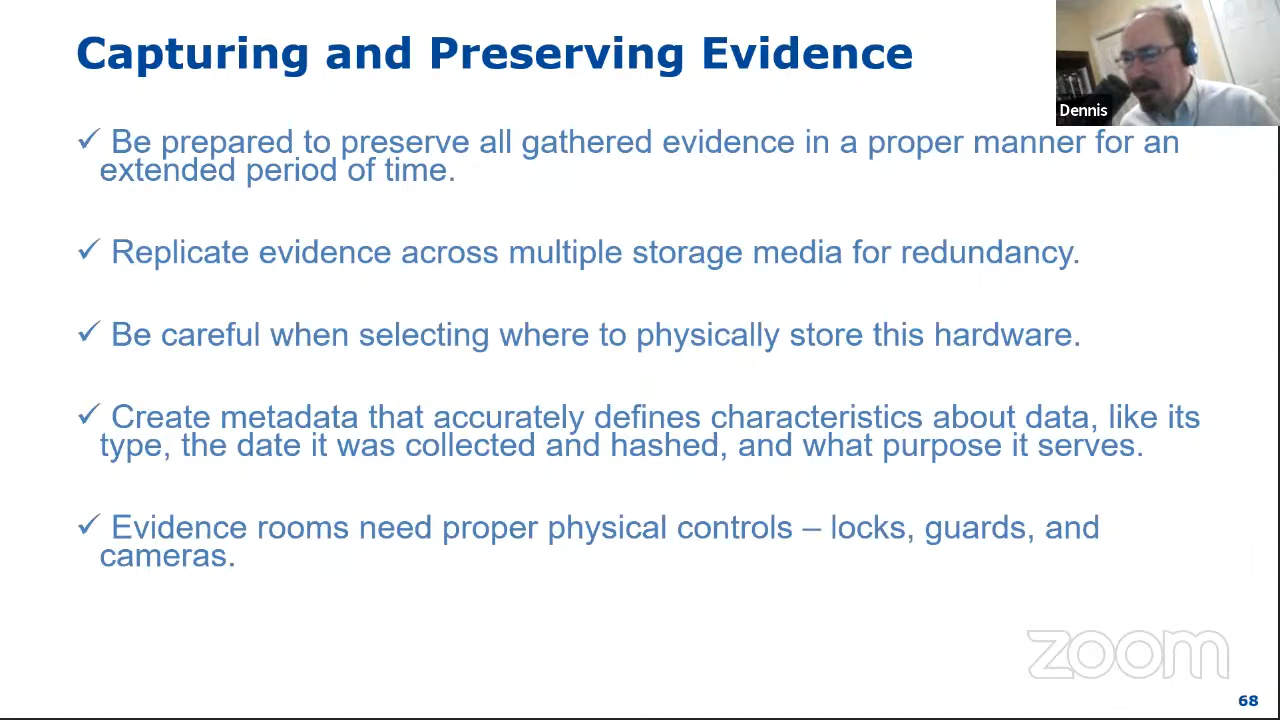 Capturing and Preserving Evidence
Dennis
✓ Be prepared to preserve all gathered evidence in a proper manner for an
extended period of time.
✓ Replicate evidence across multiple storage media for redundancy.
✓ Be careful when selecting where to physically store this hardware.
✓ Create metadata that accurately defines characteristics about data, like its
type, the date it was collected and hashed, and what purpose it serves.
✓ Evidence rooms need proper physical controls – locks, guards, and
cameras.
zoom
68